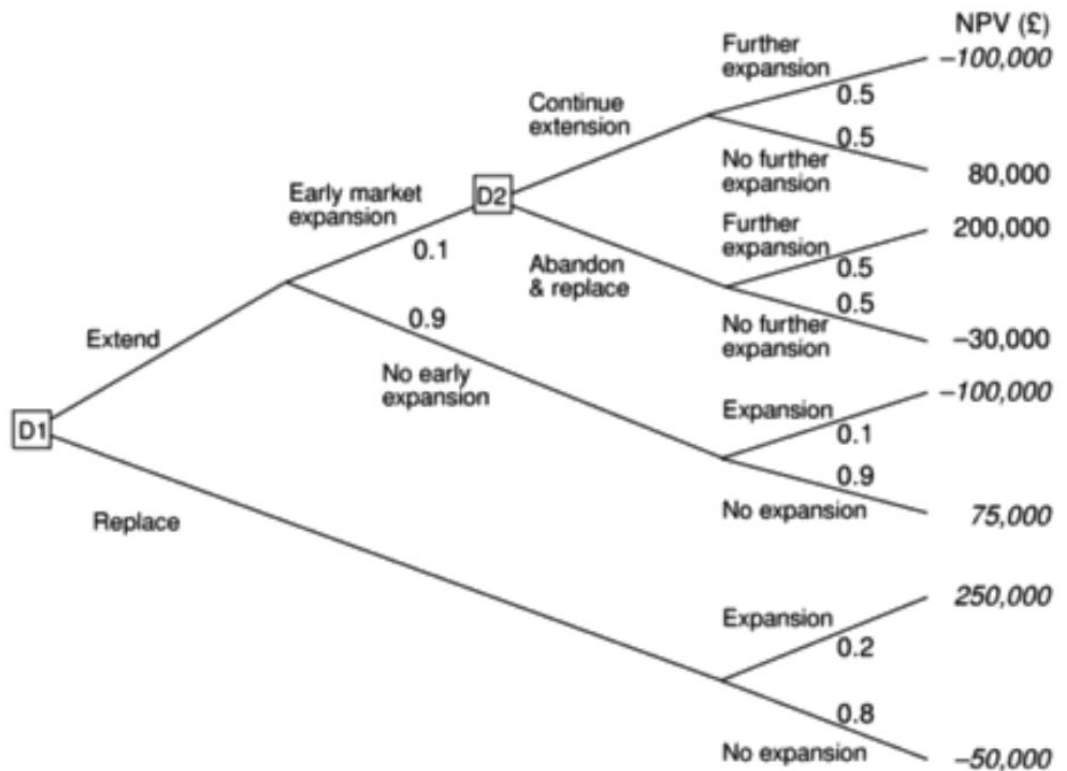 NPV (£)
Further
expansion
–100,000
0.5
Continue
extension
0.5
No further
expansion
80,000
Early market
expansion
D2
Further
expansion
200,000
0.1
Abandon
& replace
0.5
0.5
No further
expansion
–30,000
Extend
0.9
No early
expansion
–100,000
Expansion
0.1
D1
0.9
No expansion
75,000
Replace
250,000
Expansion
0.2
0.8
No expansion
–50,000